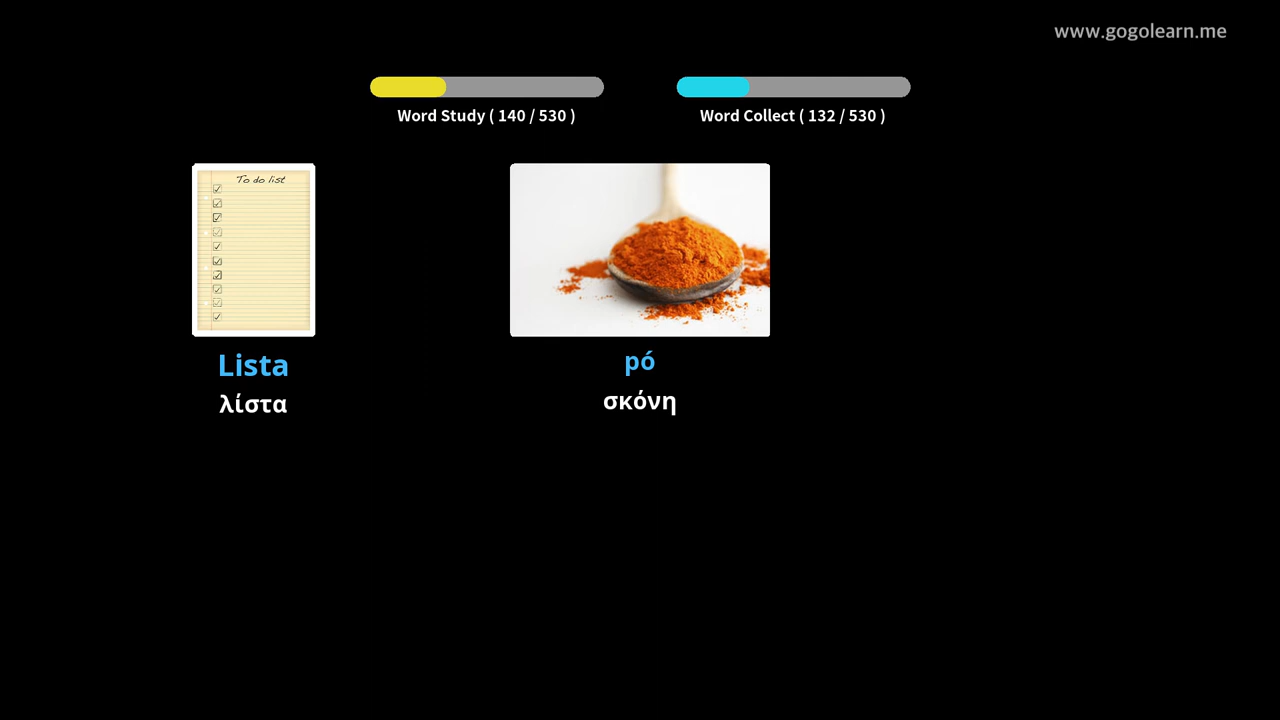 www.gogolearn.me
Word Study ( 140 / 530 )
Word Collect ( 132 / 530 )
To do list
Lista
λίστα
pó
σκόνη